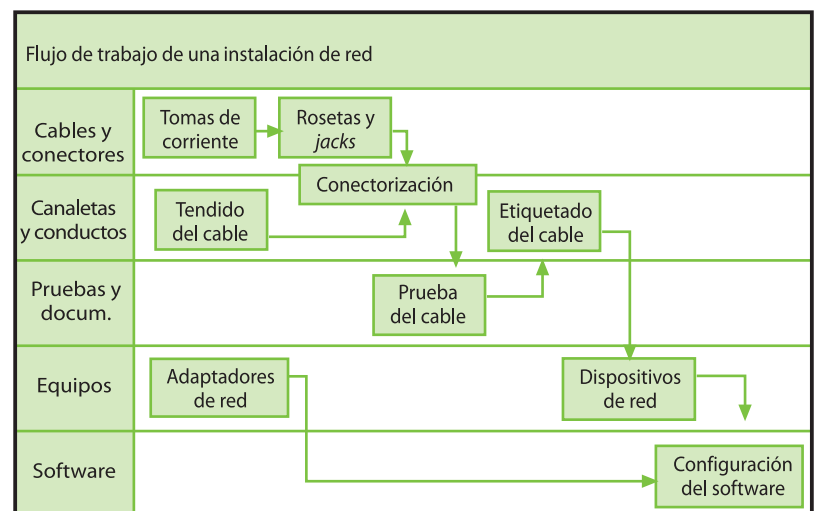 Flujo de trabajo de una instalación de red
Cables y
conectores
Tomas de
corriente
Rosetas y
jacks
Conectorización
Canaletas
y conductos
Tendido
del cable
Etiquetado
del cable
Pruebas y
docum.
Prueba
del cable
Equipos
Adaptadores
de red
Dispositivos
de red
Software
Configuración
del software